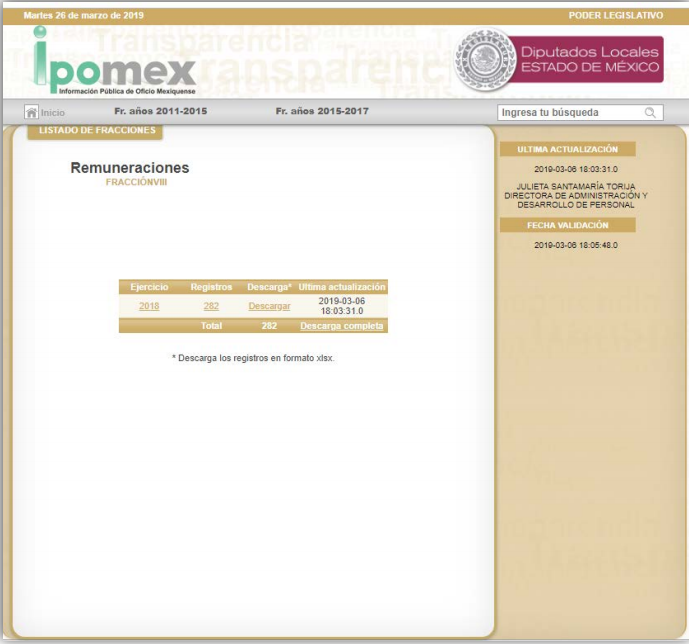 Martes 26 de marzo de 2019
PODER LEGISLATIVO
Transparencia
ipomex
Información Pública de Oficio Mexiquense
Diputados Locales
ESTADO DE MÉXICO
Inicio
Fr. años 2011-2015
Fr. años 2015-2017
Ingresa tu búsqueda
LISTADO DE FRACCIONES
Remuneraciones
FRACCIÓNVIII
Ejercicio Registros Descarga* Ultima actualización
2018 282 Descargar 2019-03-06
18:03:31.0
Total 282 Descarga completa
* Descarga los registros en formato xlsx.
ULTIMA ACTUALIZACIÓN
2019-03-06 18:03:31.0
JULIETA SANTAMARÍA TORIJA
DIRECTORA DE ADMINISTRACIÓN Y
DESARROLLO DE PERSONAL
FECHA VALIDACIÓN
2019-03-06 18:05:48.0